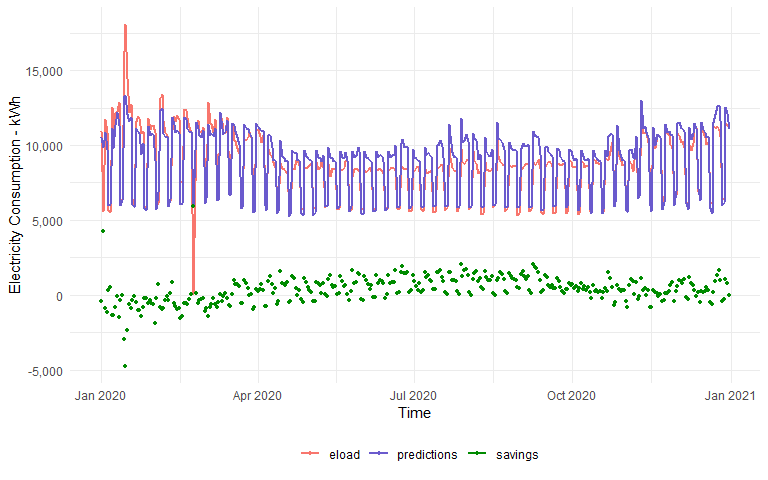 Electricity Consumption - kWh
15,000
10,000
5,000
0
-5,000
Jan 2020 Apr 2020 Jul 2020 Oct 2020 Jan 2021
Time
eload predictions savings